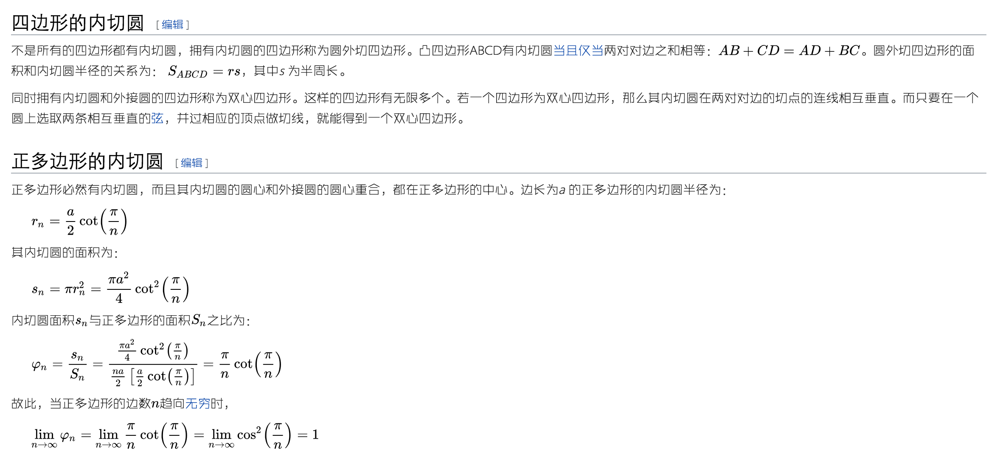 四边形的内切圆 [编辑]
不是所有的四边形都有内切圆，拥有内切圆的四边形称为圆外切四边形。凸四边形ABCD有内切圆当且仅当两对对边之和相等：$AB + CD = AD + BC$。圆外切四边形的面
积和内切圆半径的关系为： $S_{ABCD} = rs$，其中s 为半周长。
同时拥有内切圆和外接圆的四边形称为双心四边形。这样的四边形有无限多个。若一个四边形为双心四边形，那么其内切圆在两对对边的切点的连线相互垂直。而只要在一个
圆上选取两条相互垂直的弦，并过相应的顶点做切线，就能得到一个双心四边形。
正多边形的内切圆 [编辑]
正多边形必然有内切圆，而且其内切圆的圆心和外接圆的圆心重合，都在正多边形的中心。边长为a 的正多边形的内切圆半径为：
$r_n = \frac{a}{2} \cot\left(\frac{\pi}{n}\right)$
其内切圆的面积为：
$s_n = \pi r_n^2 = \frac{\pi a^2}{4} \cot^2\left(\frac{\pi}{n}\right)$
内切圆面积$s_n$与正多边形的面积$S_n$之比为：
$\varphi_n = \frac{s_n}{S_n} = \frac{\frac{\pi a^2}{4} \cot^2\left(\frac{\pi}{n}\right)}{\frac{na}{2}\left[\frac{a}{2} \cot\left(\frac{\pi}{n}\right)\right]} = \frac{\pi}{n} \cot\left(\frac{\pi}{n}\right)$
故此，当正多边形的边数$n$趋向无穷时，
$\lim_{n \to \infty} \varphi_n = \lim_{n \to \infty} \frac{\pi}{n} \cot\left(\frac{\pi}{n}\right) = \lim_{n \to \infty} \cos^2\left(\frac{\pi}{n}\right) = 1$